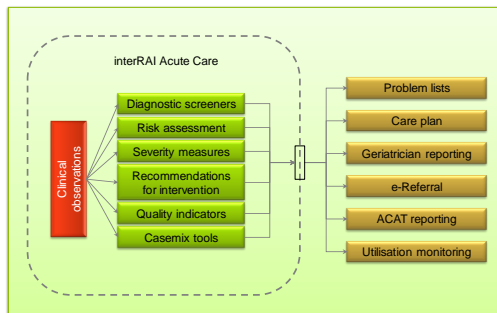 interRAI Acute Care
Clinical
observations
Diagnostic screeners
Risk assessment
Severity measures
Recommendations
for intervention
Quality indicators
Casemix tools
Problem lists
Care plan
Geriatrician reporting
e-Referral
ACAT reporting
Utilisation monitoring